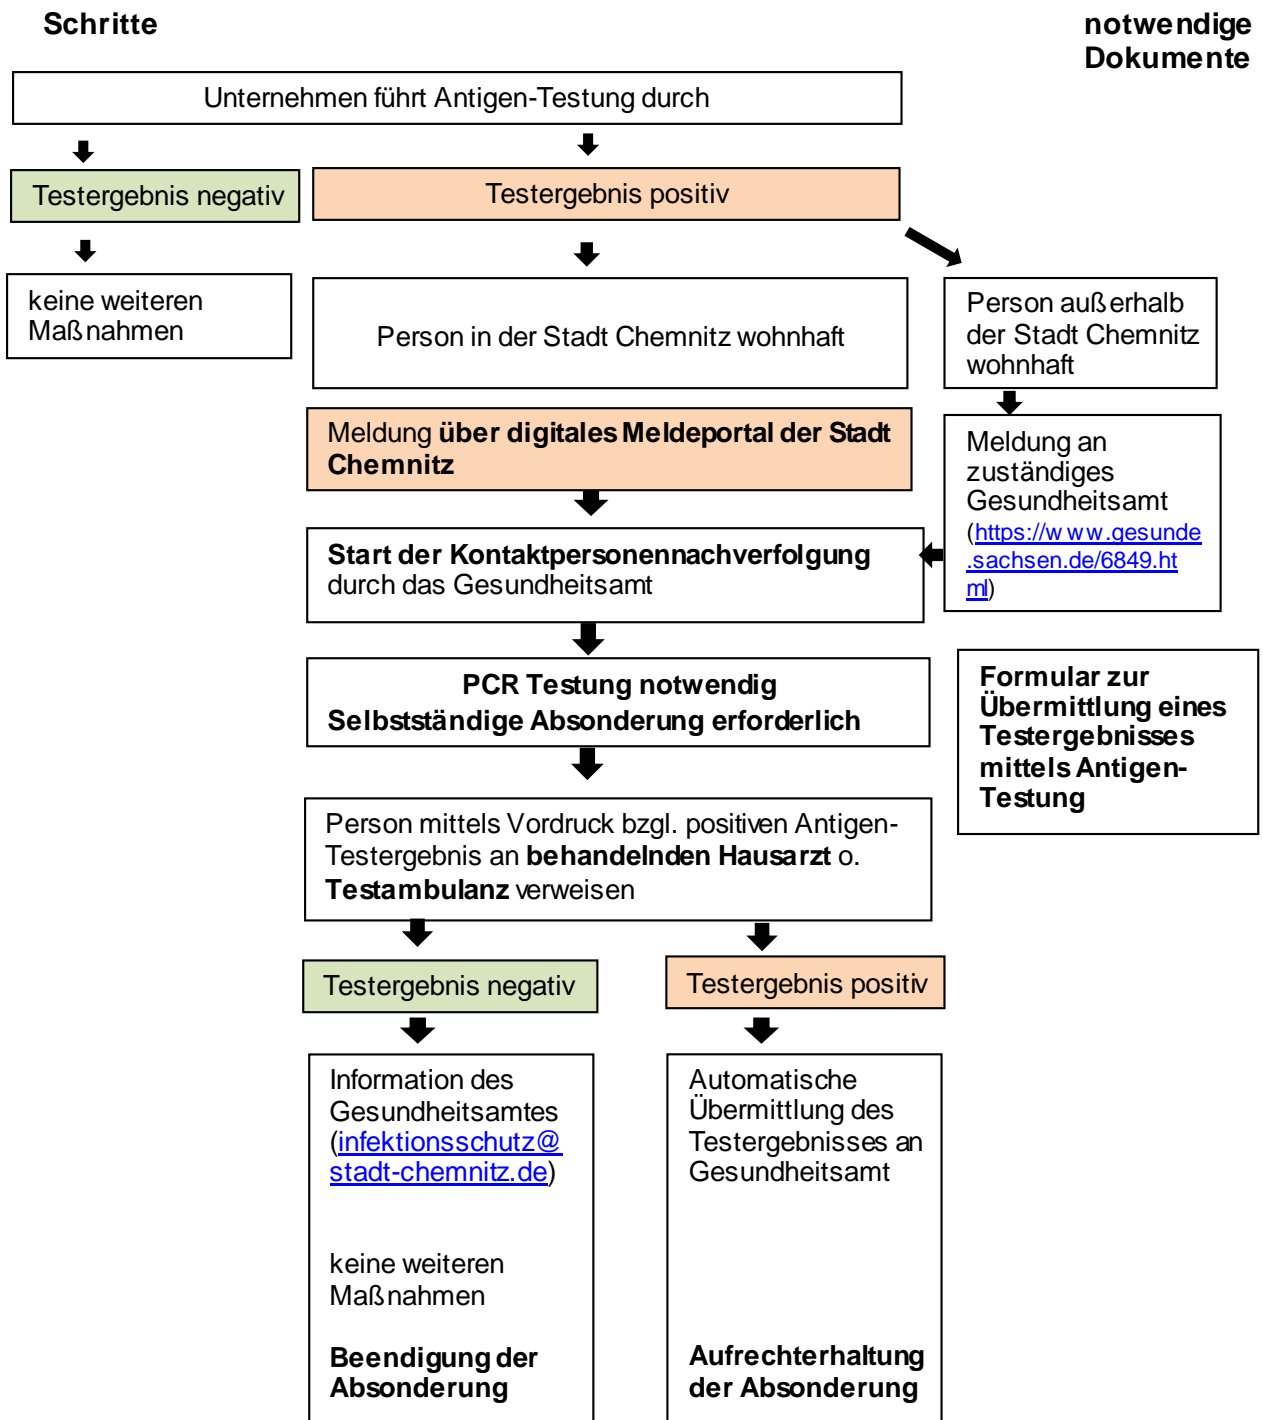 Schritte
notwendige
Dokumente
Unternehmen führt Antigen-Testung durch
Testergebnis negativ
Testergebnis positiv
keine weiteren
Maßnahmen
Person in der Stadt Chemnitz wohnhaft
Person außerhalb
der Stadt Chemnitz
wohnhaft
Meldung über digitales Meldeportal der Stadt
Chemnitz
Meldung an
zuständiges
Gesundheitsamt
(https://www.gesunde
.sachsen.de/6849.ht
ml)
Start der Kontaktpersonennachverfolgung
durch das Gesundheitsamt
PCR Testung notwendig
Selbstständige Absonderung erforderlich
Formular zur
Übermittlung eines
Testergebnisses
mittels Antigen-
Testung
Person mittels Vordruck bzgl. positiven Antigen-
Testergebnis an behandelnden Hausarzt o.
Testambulanz verweisen
Testergebnis negativ
Testergebnis positiv
Information des
Gesundheitsamtes
(infektionsschutz@
stadt-chemnitz.de)
keine weiteren
Maßnahmen
Beendigung der
Absonderung
Automatische
Übermittlung des
Testergebnisses an
Gesundheitsamt
Aufrechterhaltung
der Absonderung